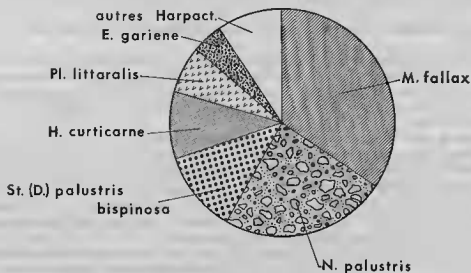 autres Harpact.
E. gariene
Pl. littaralis
M. fallax
H. curticarne
St. (D.) palustris
bispinosa
N. palustris